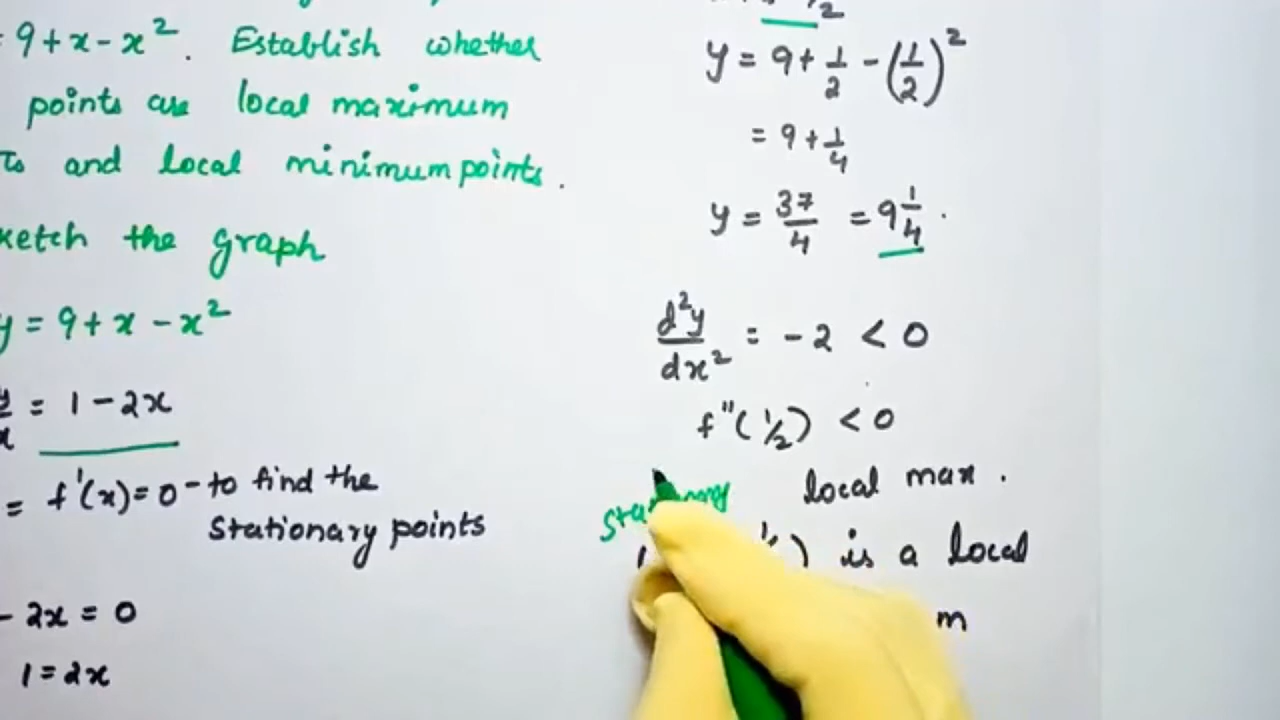 = 9+x-x². Establish whether
points are local maximum
and local minimum points.
the graph
y = 9+x-x²
= 1-2x
= f'(x)=0 - to find the
Stationary points
- 2x = 0
1 = 2x
y = 9+1/2-(1/2)²
= 9+1/4
y = 37/4 = 9 1/4.
d²y/dx² = -2 < 0
f''(1/2) < 0
local max.
is a local